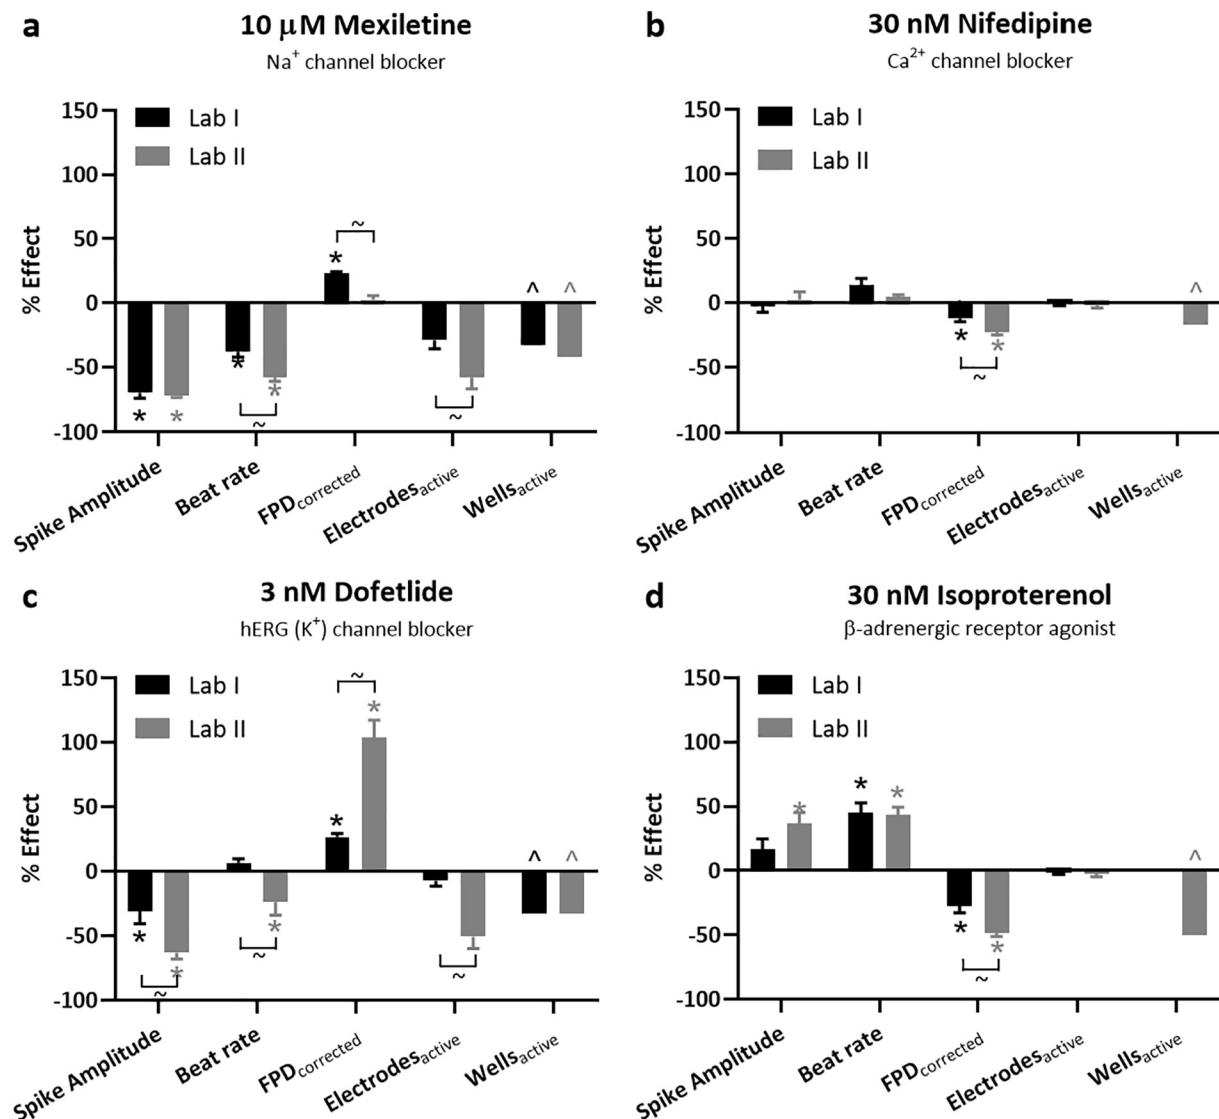 a
10 μM Mexiletine
Na⁺ channel blocker
Lab I
Lab II
% Effect
150
100
50
0
-50
-100
~
*
^ ^
*
*
* *
~
~
Spike Amplitude
Beat rate
FPDcorrected
Electrodesactive
Wellsactive
b
30 nM Nifedipine
Ca²⁺ channel blocker
Lab I
Lab II
% Effect
150
100
50
0
-50
-100
^
*
*
~
Spike Amplitude
Beat rate
FPDcorrected
Electrodesactive
Wellsactive
c
3 nM Dofetlide
hERG (K⁺) channel blocker
Lab I
Lab II
% Effect
150
100
50
0
-50
-100
~
*
*
^ ^
*
*
*
~
~
~
Spike Amplitude
Beat rate
FPDcorrected
Electrodesactive
Wellsactive
d
30 nM Isoproterenol
β-adrenergic receptor agonist
Lab I
Lab II
% Effect
150
100
50
0
-50
-100
*
* *
^
*
*
~
Spike Amplitude
Beat rate
FPDcorrected
Electrodesactive
Wellsactive